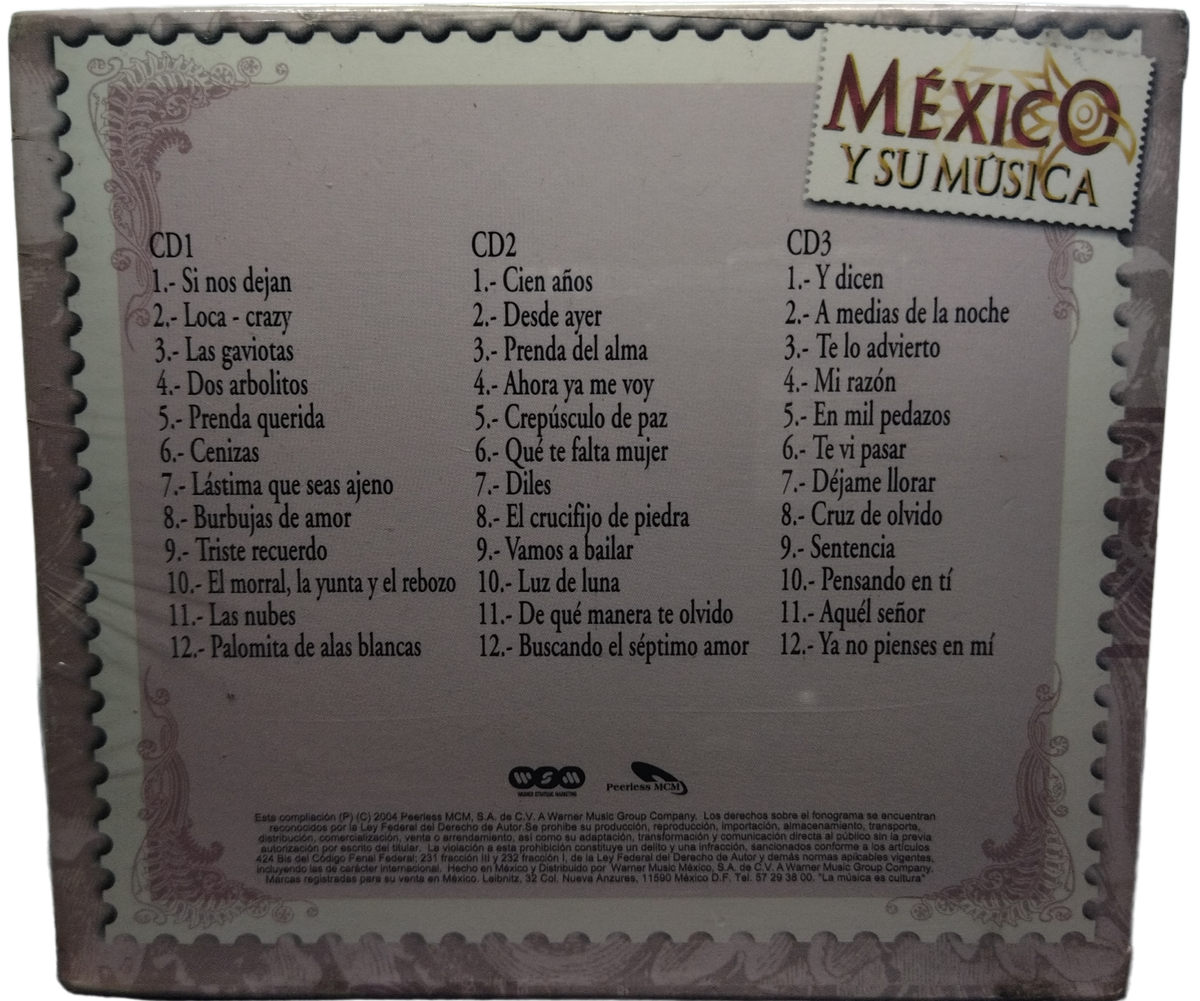 MÉXICO
Y SU MÚSICA
CD1
1.- Si nos dejan
2.- Loca - crazy
3.- Las gaviotas
4.- Dos arbolitos
5.- Prenda querida
6.- Cenizas
7.- Lástima que seas ajeno
8.- Burbujas de amor
9.- Triste recuerdo
10.- El morral, la yunta y el rebozo
11.- Las nubes
12.- Palomita de alas blancas
CD2
1.- Cien años
2.- Desde ayer
3.- Prenda del alma
4.- Ahora ya me voy
5.- Crepúsculo de paz
6.- Qué te falta mujer
7.- Diles
8.- El crucifijo de piedra
9.- Vamos a bailar
10.- Luz de luna
11.- De qué manera te olvido
12.- Buscando el séptimo amor
CD3
1.- Y dicen
2.- A medias de la noche
3.- Te lo advierto
4.- Mi razón
5.- En mil pedazos
6.- Te vi pasar
7.- Déjame llorar
8.- Cruz de olvido
9.- Sentencia
10.- Pensando en tí
11.- Aquél señor
12.- Ya no pienses en mí
WSM
WARNER STRATEGIC MARKETING
Peerless MCM
Este compliación (P) (C) 2004 Peerless MCM, S.A. de C.V. A Warner Music Group Company. Los derechos sobre el fonograma se encuentran
reconocidos por la Ley Federal del Derecho de Autor.Se prohibe su producción, reproducción, importación, almacenamiento, transporte,
distribución, comercialización, venta o arrendamiento, así como su adaptación, transformación y comunicación directa al público sin la previa
autorización por escrito del titular. La violación a esta prohibición constituye un delito y una infracción, sancionados conforme a los artículos
424 Bis del Código Penal Federal; 231 fracción III y 232 fracción I, de la Ley Federal del Derecho de Autor y demás normas aplicables vigentes,
incluyendo las de carácter internacional. Hecho en México y Distribuido por Warner Music México, S.A. de C.V. A Warner Music Group Company.
Marcas registradas para su venta en México. Leibnitz, 32 Col. Nueva Anzures, 11590 México D.F. Tel. 57 29 38 00. "La música es cultura"